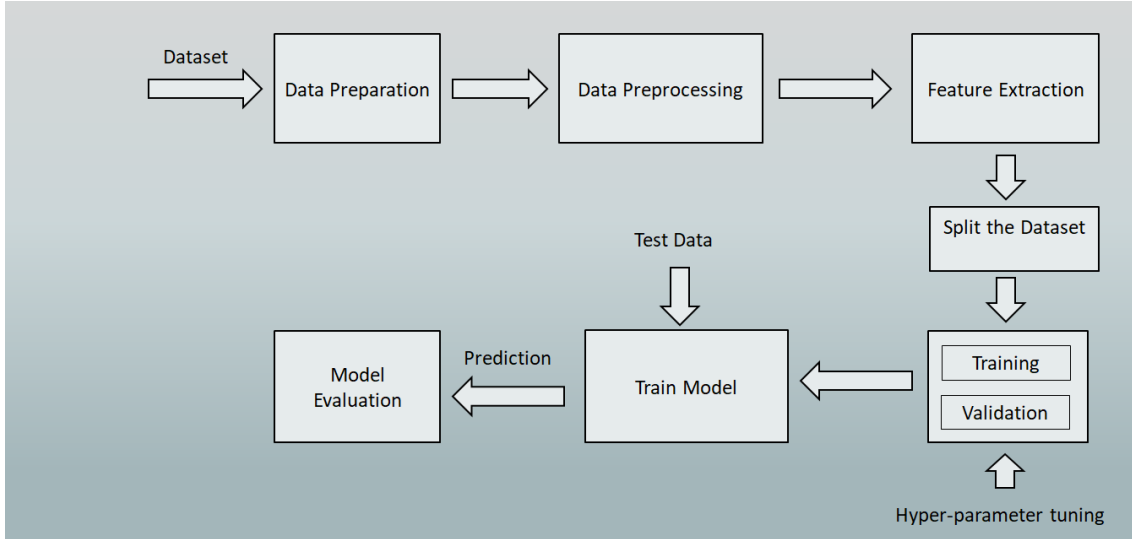 Dataset
Data Preparation
Data Preprocessing
Feature Extraction
Split the Dataset
Test Data
Training
Validation
Train Model
Prediction
Model
Evaluation
Hyper-parameter tuning